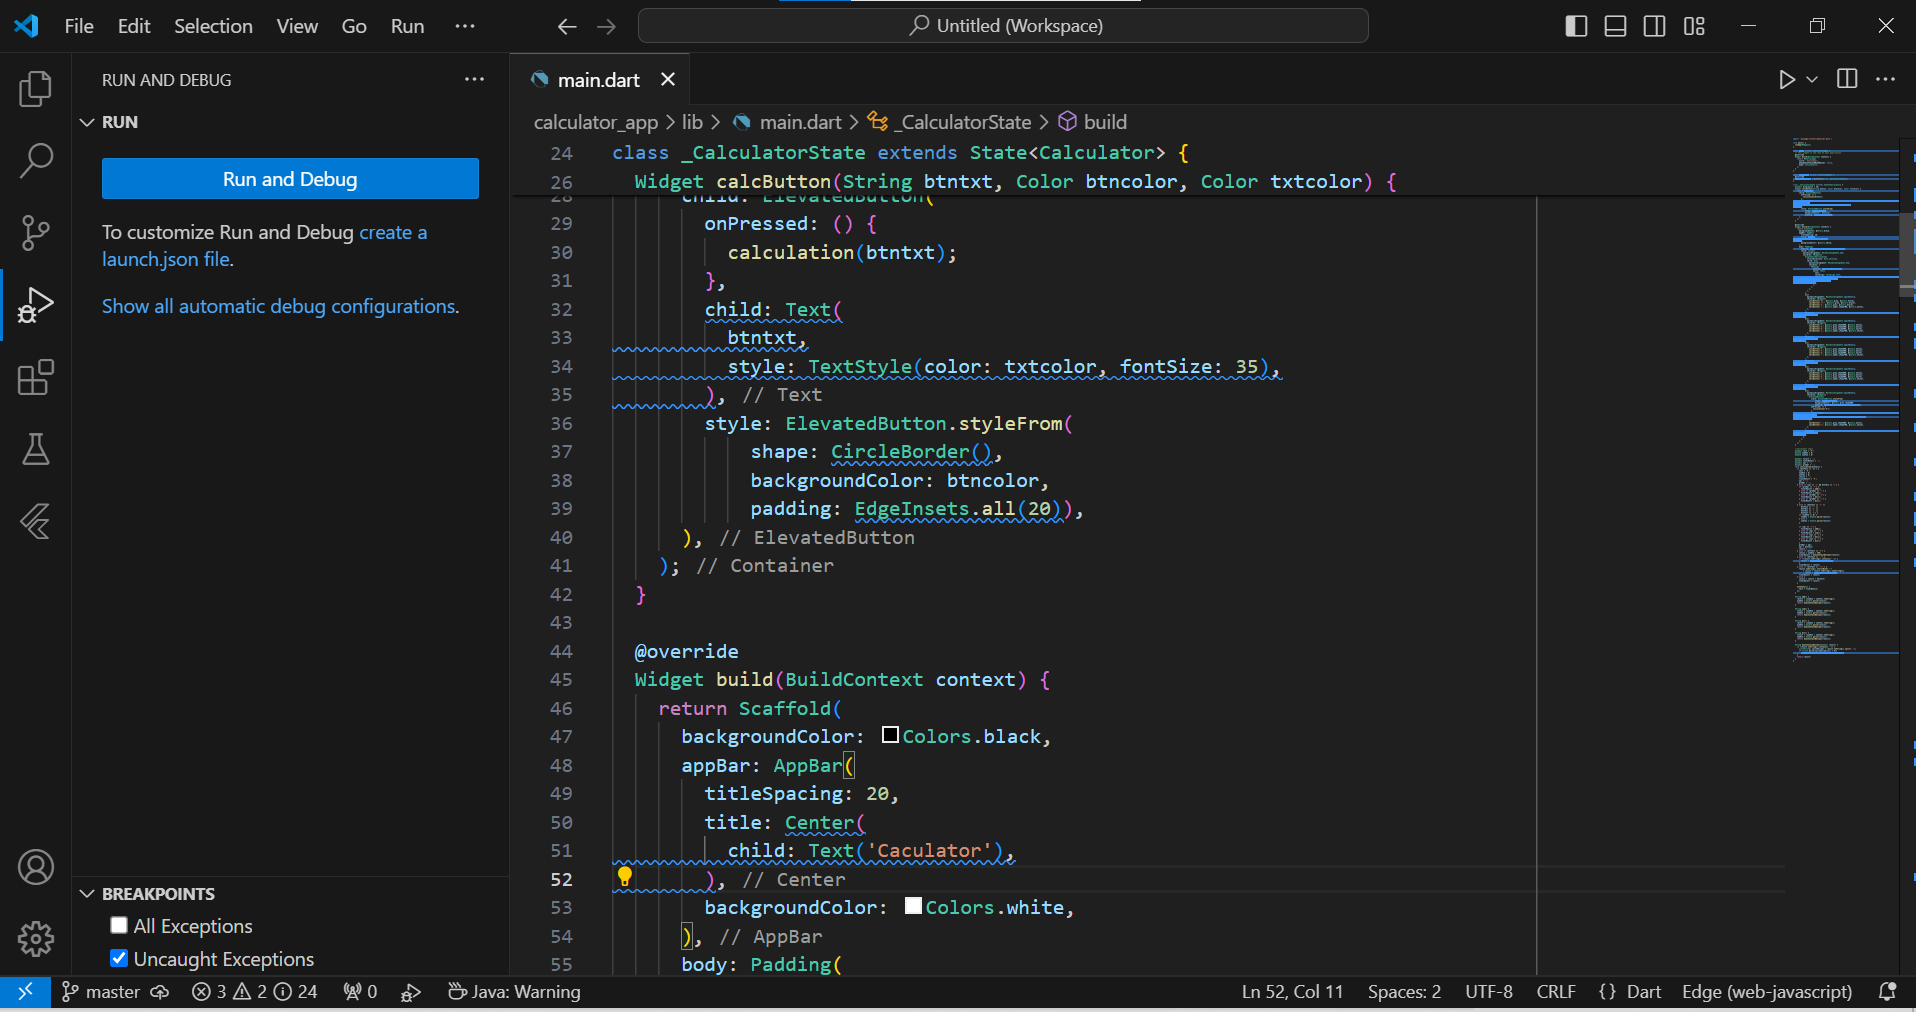 File Edit Selection View Go Run ···
Untitled (Workspace)
RUN AND DEBUG
RUN
Run and Debug
To customize Run and Debug create a
launch.json file.
Show all automatic debug configurations.
BREAKPOINTS
All Exceptions
Uncaught Exceptions
main.dart
calculator_app > lib > main.dart > _CalculatorState > build
24 class _CalculatorState extends State<Calculator> {
26 Widget calcButton(String btntxt, Color btncolor, Color txtcolor) {
28 child: ElevatedButton(
29 onPressed: () {
30 calculation(btntxt);
31 },
32 child: Text(
33 btntxt,
34 style: TextStyle(color: txtcolor, fontSize: 35),
35 ), // Text
36 style: ElevatedButton.styleFrom(
37 shape: CircleBorder(),
38 backgroundColor: btncolor,
39 padding: EdgeInsets.all(20)),
40 ), // ElevatedButton
41 ); // Container
42 }
43
44 @override
45 Widget build(BuildContext context) {
46 return Scaffold(
47 backgroundColor: Colors.black,
48 appBar: AppBar(
49 titleSpacing: 20,
50 title: Center(
51 child: Text('Caculator'),
52 ), // Center
53 backgroundColor: Colors.white,
54 ), // AppBar
55 body: Padding(
master 3 2 24 0 Java: Warning Ln 52, Col 11 Spaces: 2 UTF-8 CRLF {} Dart Edge (web-javascript)